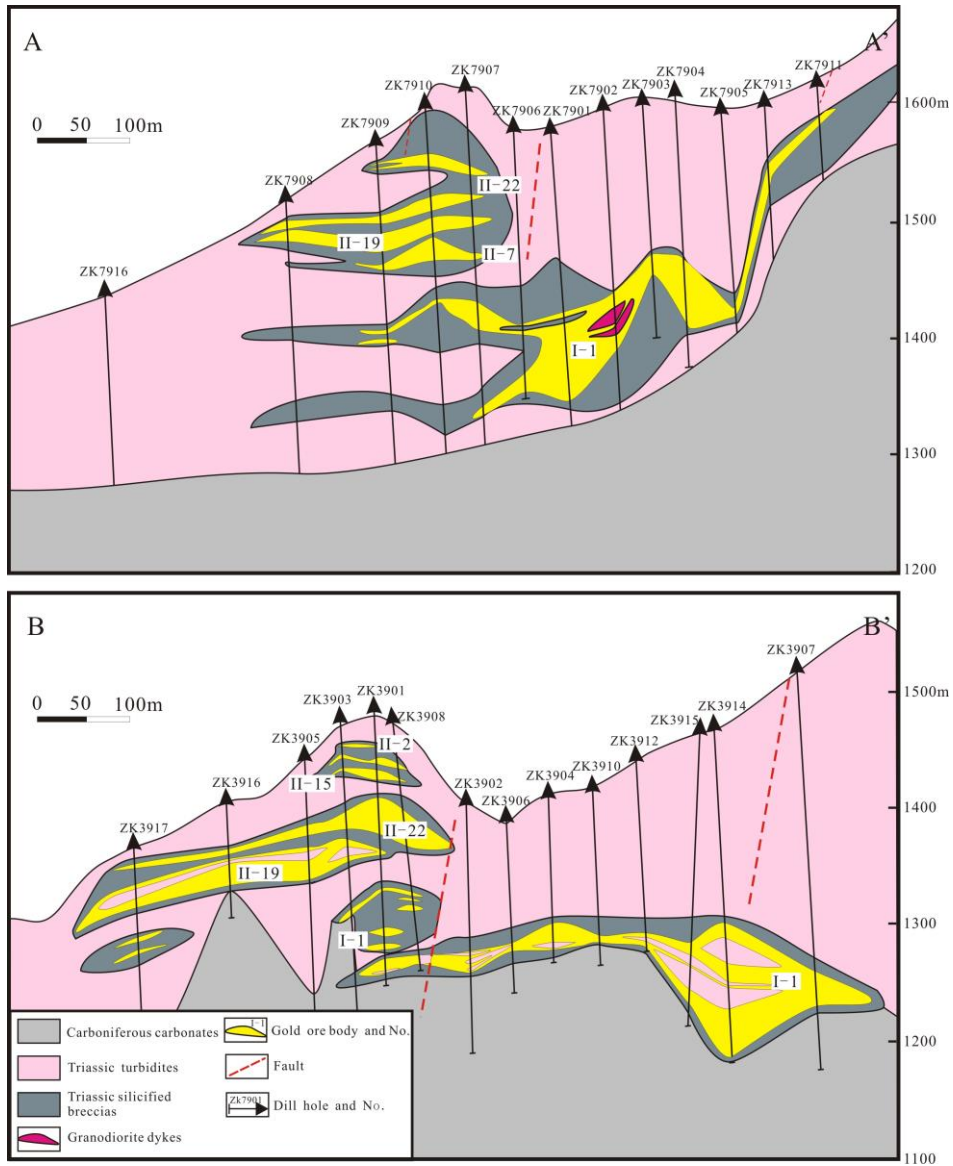 A
A'
ZK7911
ZK7907
ZK7904
ZK7910
ZK7903
ZK7913
ZK7902
ZK7905
1600m
0 50 100m
ZK7906
ZK7901
ZK7909
ZK7908
II-22
1500
II-19
II-7
ZK7916
1400
I-1
1300
1200
B
B'
ZK3907
ZK3901
ZK3903
1500m
0 50 100m
ZK3908
ZK3914
ZK3915
II-2
ZK3905
ZK3912
II-15
ZK3910
ZK3916
ZK3904
ZK3902
1400
ZK3906
II-22
ZK3917
II-19
1300
I-1
I-1
Carboniferous carbonates
I-1
Gold ore body and No.
Triassic turbidites
Fault
1200
Triassic silicified
breccias
Zk7901
Dill hole and No.
Granodiorite dykes
1100